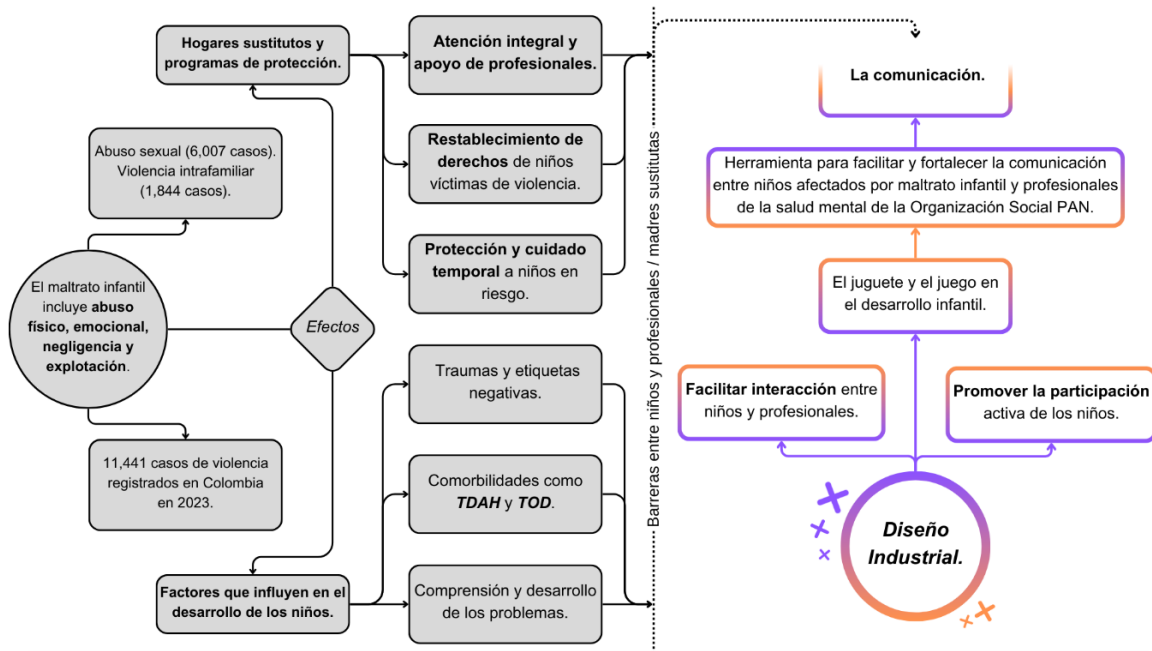 Hogares sustitutos y
programas de protección.
Atención integral y
apoyo de profesionales.
Restablecimiento de
derechos de niños
víctimas de violencia.
Protección y cuidado
temporal a niños en
riesgo.
Abuso sexual (6,007 casos).
Violencia intrafamiliar
(1,844 casos).
El maltrato infantil
incluye abuso
físico, emocional,
negligencia y
explotación.
Efectos
11,441 casos de violencia
registrados en Colombia
en 2023.
Factores que influyen en el
desarrollo de los niños.
Traumas y etiquetas
negativas.
Comorbilidades como
TDAH y TOD.
Comprensión y desarrollo
de los problemas.
Barreras entre niños y profesionales / madres sustitutas
La comunicación.
Herramienta para facilitar y fortalecer la comunicación
entre niños afectados por maltrato infantil y profesionales
de la salud mental de la Organización Social PAN.
El juguete y el juego en
el desarrollo infantil.
Facilitar interacción entre
niños y profesionales.
Promover la participación
activa de los niños.
Diseño
Industrial.